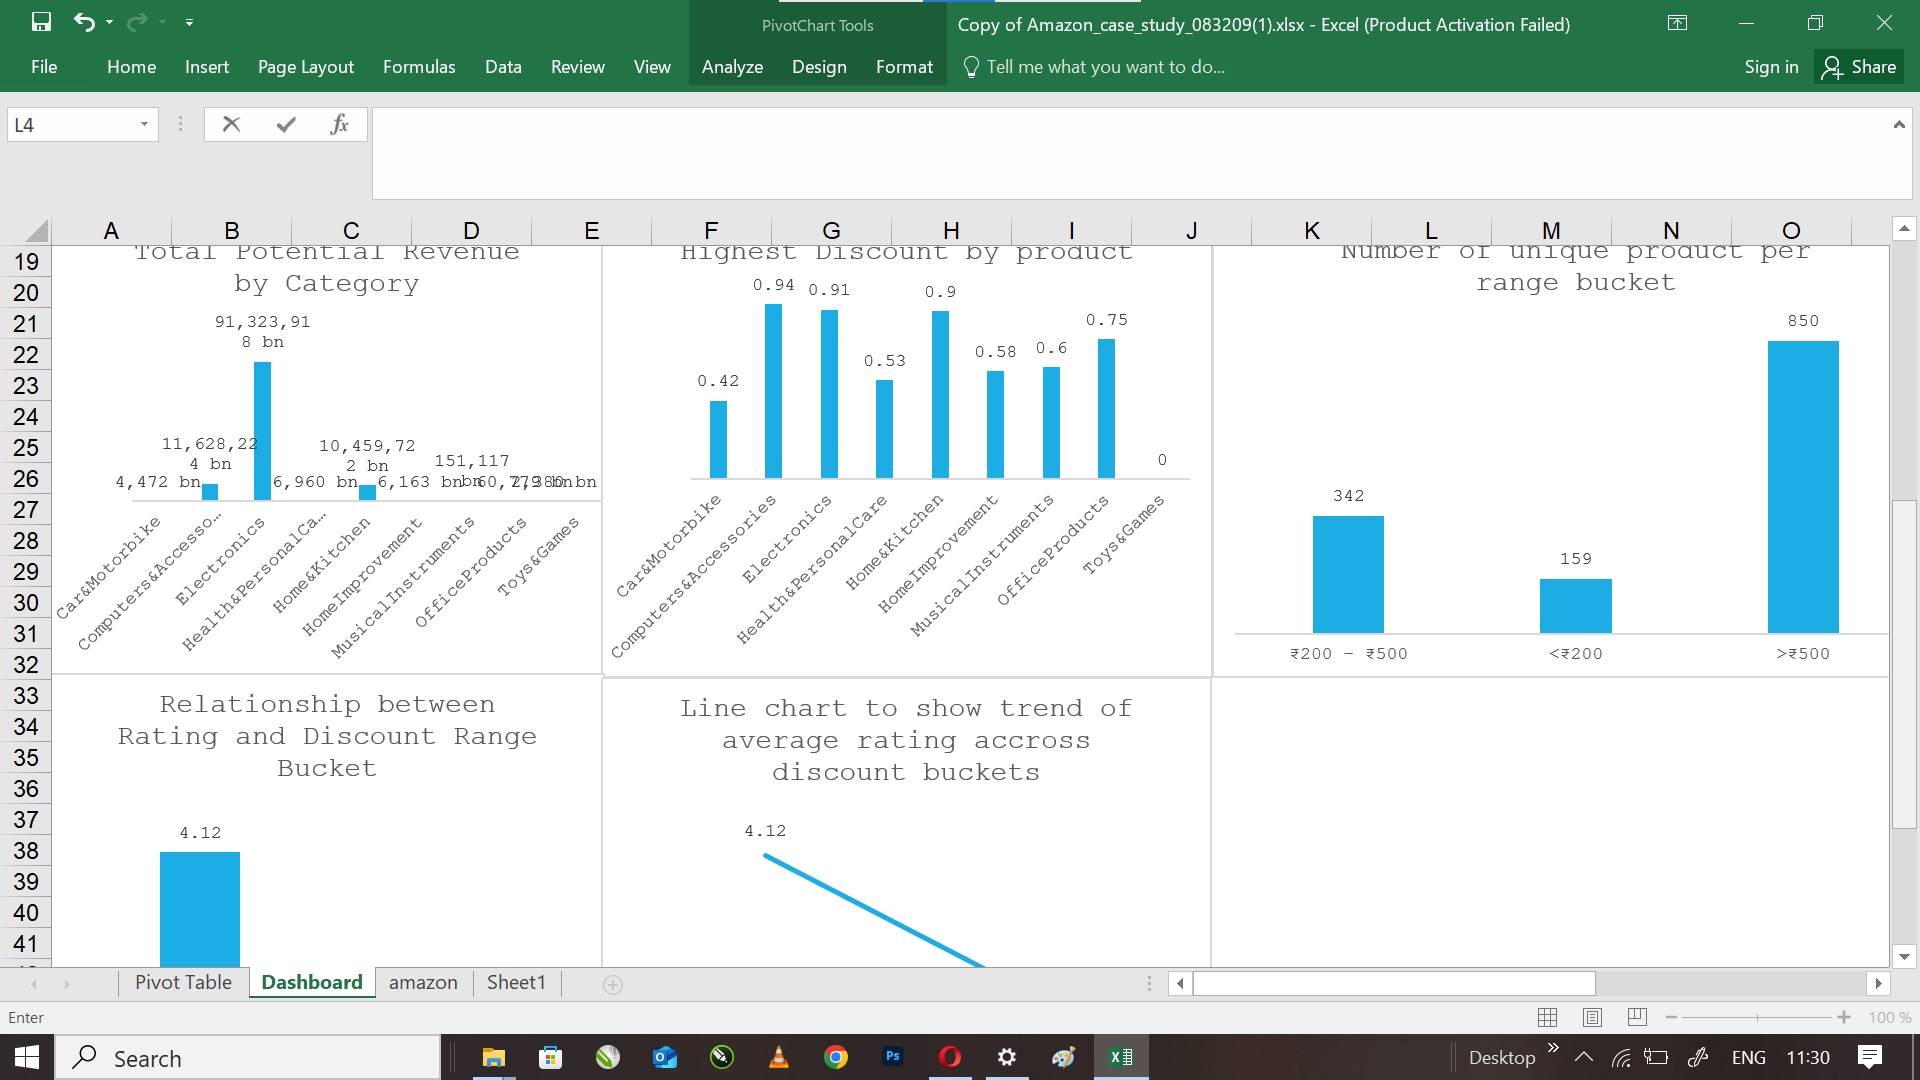 PivotChart Tools
Copy of Amazon_case_study_083209(1).xlsx - Excel (Product Activation Failed)
File Home Insert Page Layout Formulas Data Review View Analyze Design Format Tell me what you want to do... Sign in Share
L4
fx
A B C D E F G H I J K L M N O
19
20
21
22
23
24
25
26
27
28
29
30
31
32
33
34
35
36
37
38
39
40
41
Total Potential Revenue
by Category
91,323,91
8 bn
11,628,22
4 bn
10,459,72
2 bn
151,117
bn
4,472 bn
6,960 bn
6,163 bn
Car&Motorbike
Computers&Accesso...
Electronics
Health&PersonalCa...
Home&Kitchen
HomeImprovement
MusicalInstruments
OfficeProducts
Toys&Games
Highest Discount by product
0.42
0.94
0.91
0.53
0.9
0.58
0.6
0.75
0
Car&Motorbike
Computers&Accessories
Electronics
Health&PersonalCare
Home&Kitchen
HomeImprovement
MusicalInstruments
OfficeProducts
Toys&Games
Number of unique product per
range bucket
342
159
850
₹200 - ₹500
<₹200
>₹500
Relationship between
Rating and Discount Range
Bucket
4.12
Line chart to show trend of
average rating accross
discount buckets
4.12
Pivot Table Dashboard amazon Sheet1
Enter
100 %
Search
Ps
Desktop
ENG
11:30